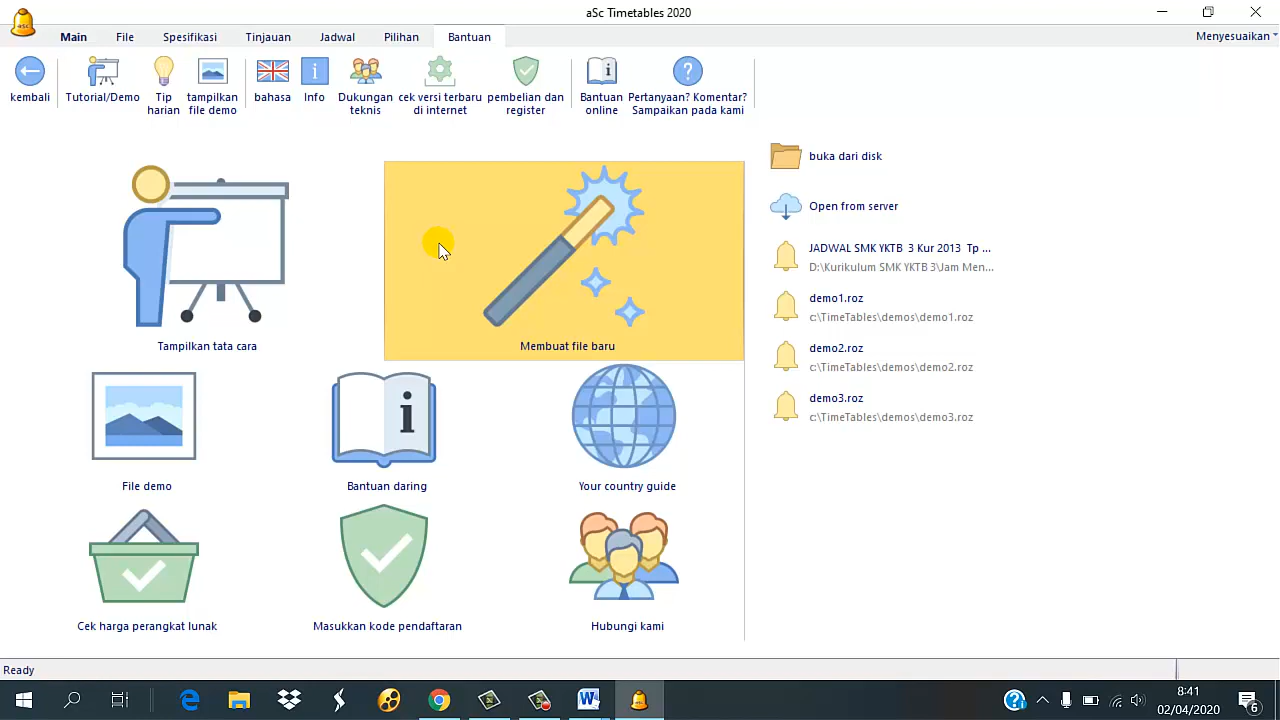 aSc Timetables 2020
Main File Spesifikasi Tinjauan Jadwal Pilihan Bantuan Menyesuaikan
kembali
Tutorial/Demo
Tip
harian
tampilkan
file demo
bahasa
Info
Dukungan
teknis
cek versi terbaru
di internet
pembelian dan
register
Bantuan
online
Pertanyaan? Komentar?
Sampaikan pada kami
Tampilkan tata cara
Membuat file baru
File demo
Bantuan daring
Your country guide
Cek harga perangkat lunak
Masukkan kode pendaftaran
Hubungi kami
buka dari disk
Open from server
JADWAL SMK YKTB 3 Kur 2013 Tp ...
D:\Kurikulum SMK YKTB 3\Jam Men...
demo1.roz
c:\TimeTables\demos\demo1.roz
demo2.roz
c:\TimeTables\demos\demo2.roz
demo3.roz
c:\TimeTables\demos\demo3.roz
Ready
8:41
02/04/2020
6